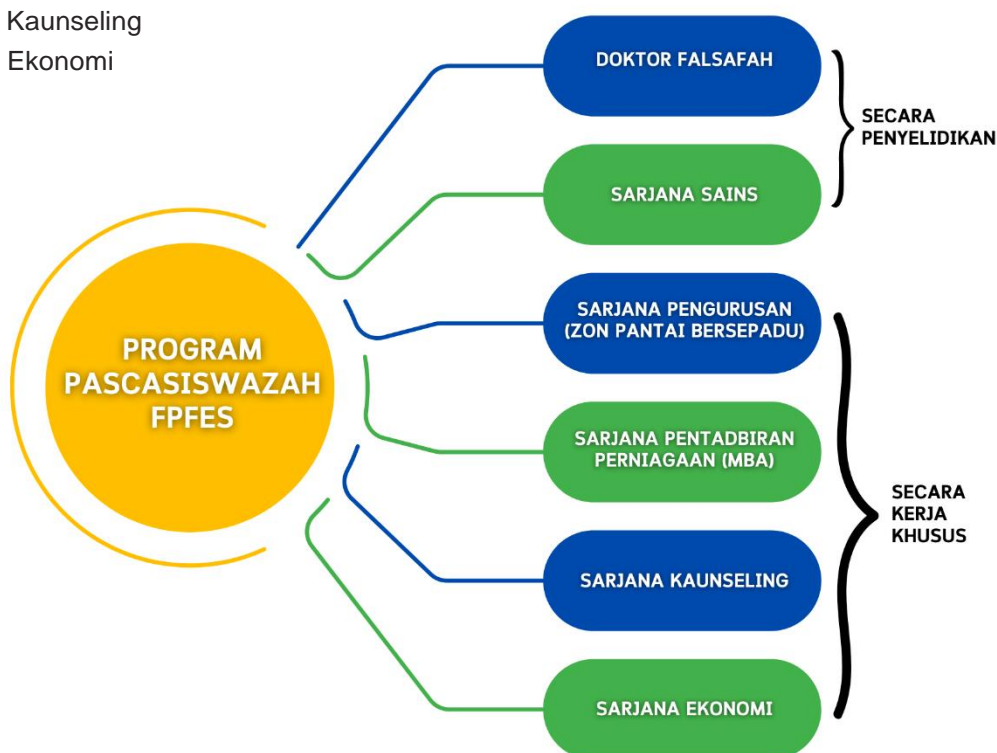 Kaunseling
Ekonomi
PROGRAM
PASCASISWAZAH
FPFES
DOKTOR FALSAFAH
SARJANA SAINS
SECARA
PENYELIDIKAN
SARJANA PENGURUSAN
(ZON PANTAI BERSEPADU)
SARJANA PENTADBIRAN
PERNIAGAAN (MBA)
SARJANA KAUNSELING
SARJANA EKONOMI
SECARA
KERJA
KHUSUS